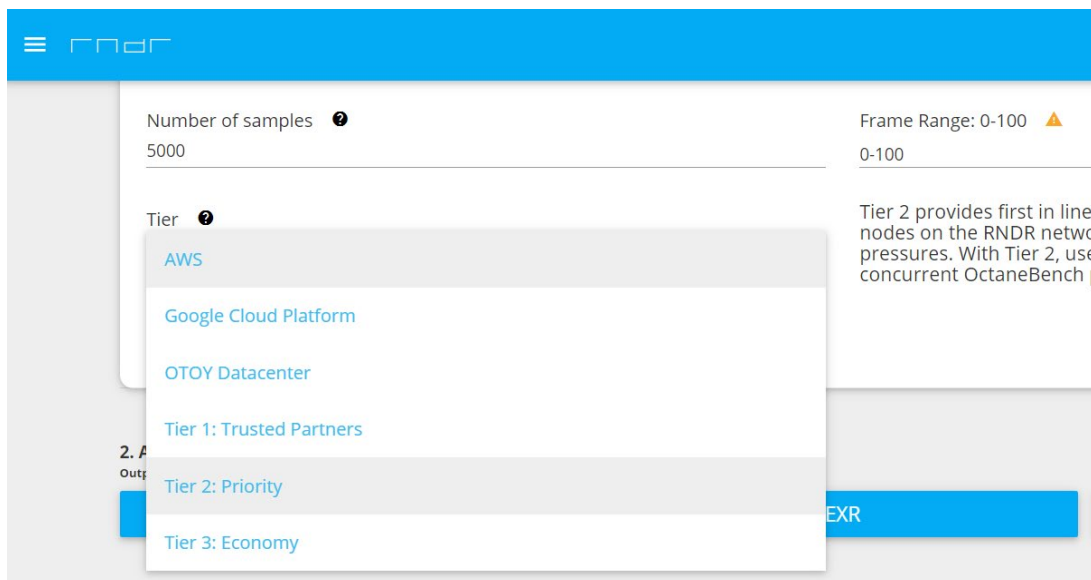 rndr
Number of samples
5000
Frame Range: 0-100
0-100
Tier
Tier 2 provides first in line
nodes on the RNDR netwo
pressures. With Tier 2, use
concurrent OctaneBench
AWS
Google Cloud Platform
OTOY Datacenter
Tier 1: Trusted Partners
Tier 2: Priority
Tier 3: Economy
2. A
Outp
EXR